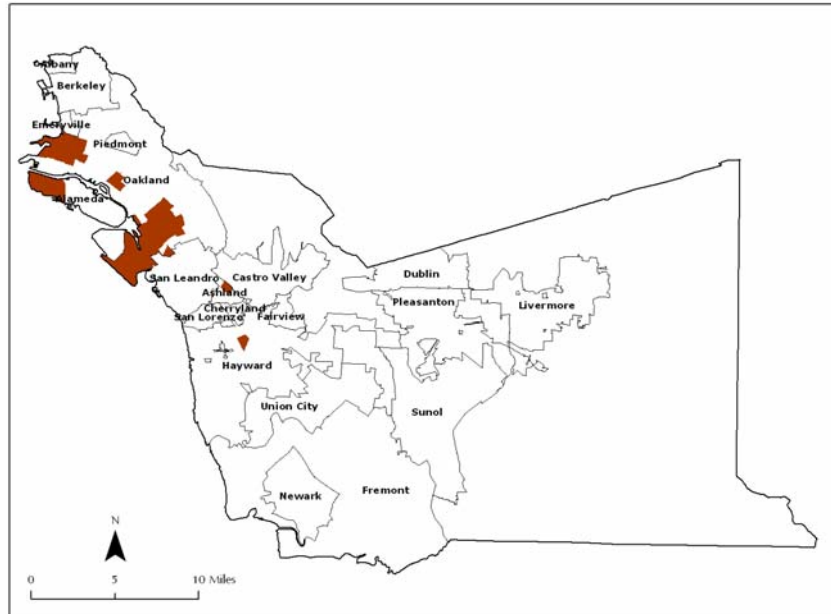 Albany
Berkeley
Emeryville
Piedmont
Oakland
Alameda
San Leandro
Castro Valley
Ashland
Cherryland
San Lorenzo
Fairview
Dublin
Pleasanton
Livermore
Hayward
Union City
Sunol
Newark
Fremont
N
0 5 10 Miles